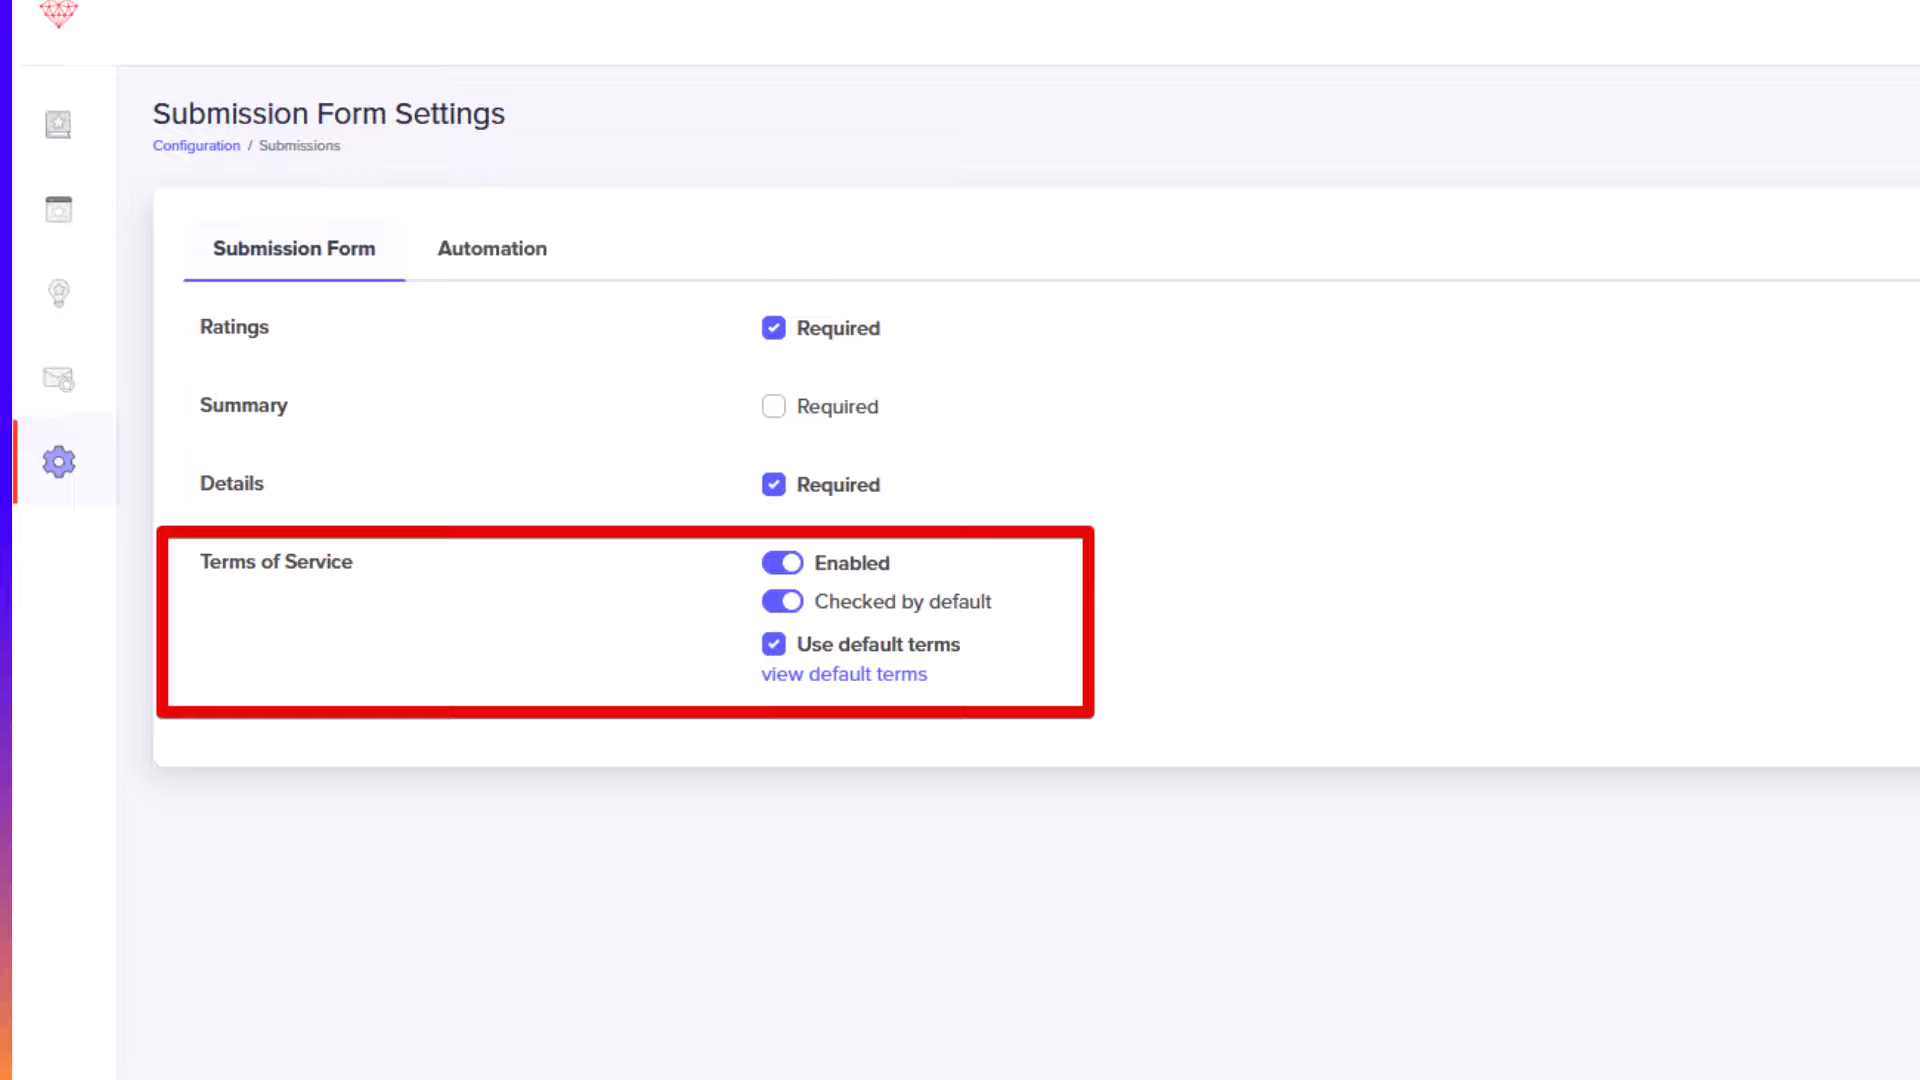 Submission Form Settings
Configuration / Submissions
Submission Form Automation
Ratings Required
Summary Required
Details Required
Terms of Service Enabled
Checked by default
Use default terms
view default terms